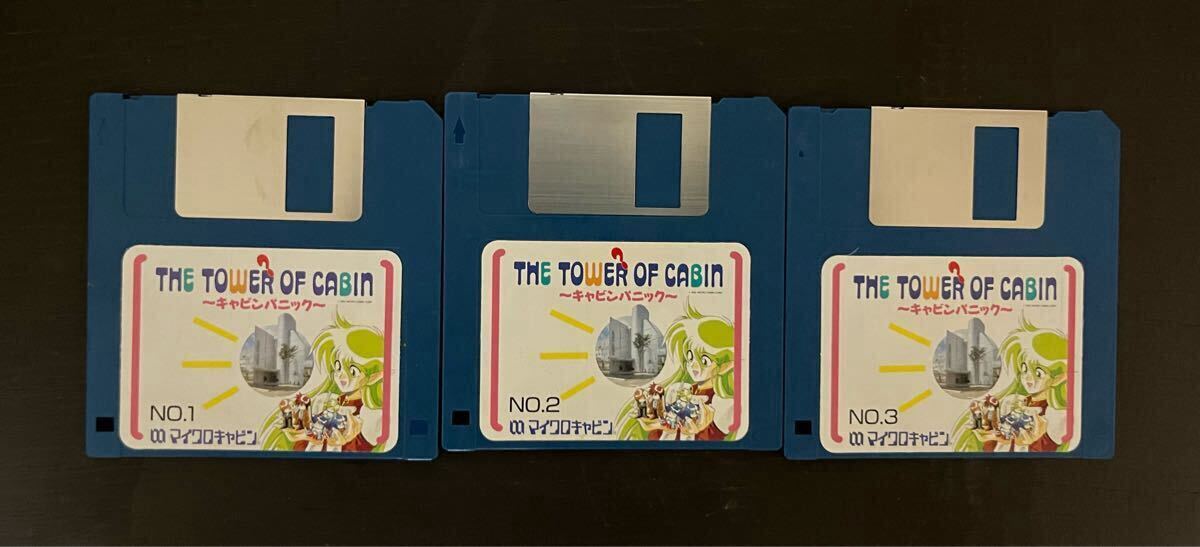 THE TOWER OF CABIN
～キャビンパニック～
NO.1
マイクロキャビン
THE TOWER OF CABIN
～キャビンパニック～
NO.2
マイクロキャビン
THE TOWER OF CABIN
～キャビンパニック～
NO.3
マイクロキャビン